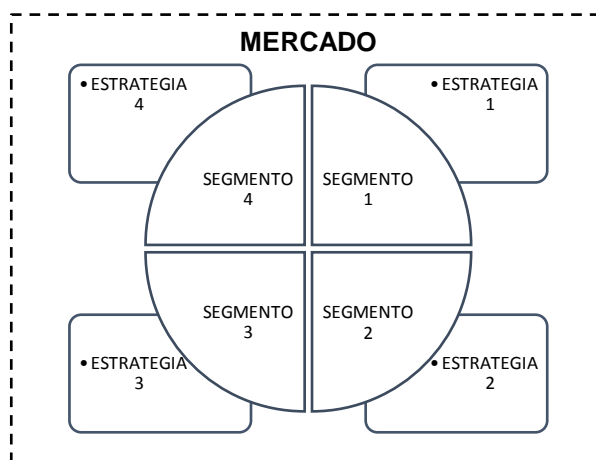 MERCADO
• ESTRATEGIA
4
• ESTRATEGIA
1
SEGMENTO
4
SEGMENTO
1
SEGMENTO
3
SEGMENTO
2
• ESTRATEGIA
3
• ESTRATEGIA
2